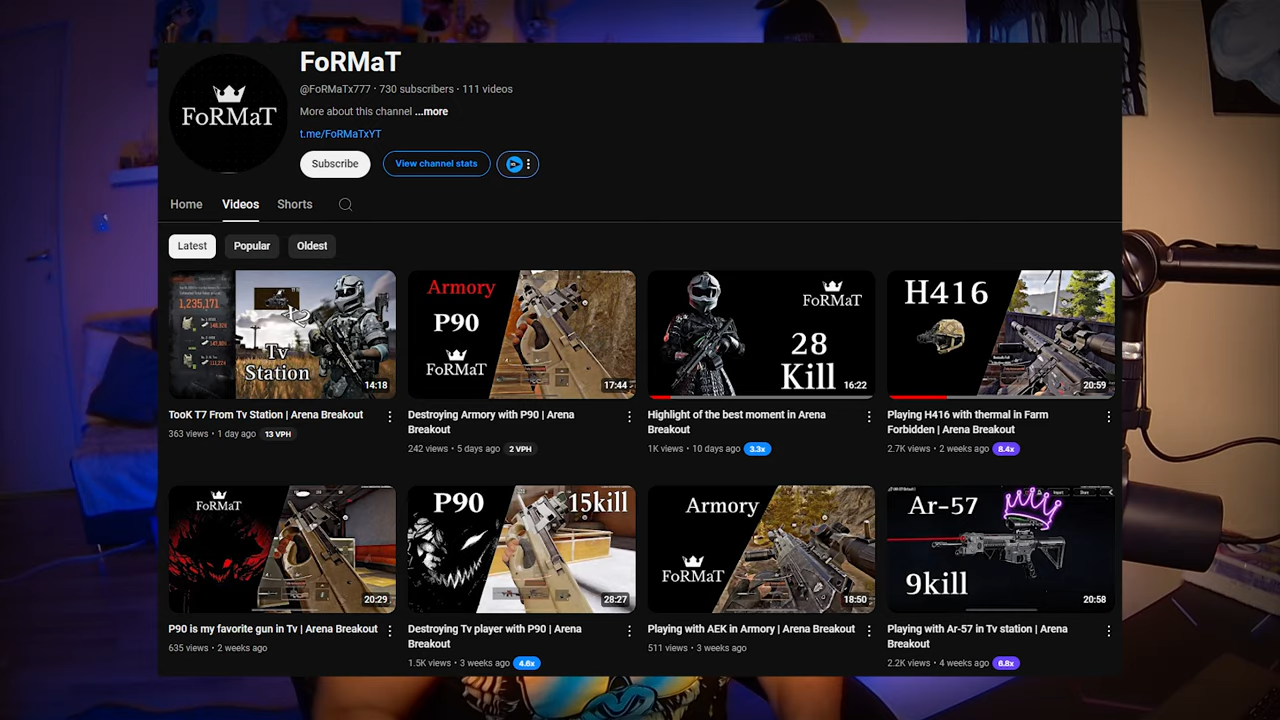 FoRMaT
FoRMaT
@FoRMaTx777 · 730 subscribers · 111 videos
More about this channel ...more
t.me/FoRMaTxYT
Subscribe
View channel stats
Home
Videos
Shorts
Latest
Popular
Oldest
1,235,171
x2
Tv
Station
14:18
Armory
P90
FoRMaT
17:44
FoRMaT
28
Kill
16:22
H416
20:59
TooK T7 From Tv Station | Arena Breakout
363 views · 1 day ago
13 VPH
Destroying Armory with P90 | Arena
Breakout
242 views · 5 days ago
2 VPH
Highlight of the best moment in Arena
Breakout
1K views · 10 days ago
3.3x
Playing H416 with thermal in Farm
Forbidden | Arena Breakout
2.7K views · 2 weeks ago
8.4x
FoRMaT
20:29
P90
15kill
28:27
Armory
FoRMaT
18:50
Ar-57
9kill
20:58
P90 is my favorite gun in Tv | Arena Breakout
635 views · 2 weeks ago
Destroying Tv player with P90 | Arena
Breakout
1.5K views · 3 weeks ago
4.6x
Playing with AEK in Armory | Arena Breakout
511 views · 3 weeks ago
Playing with Ar-57 in Tv station | Arena
Breakout
2.2K views · 4 weeks ago
6.8x